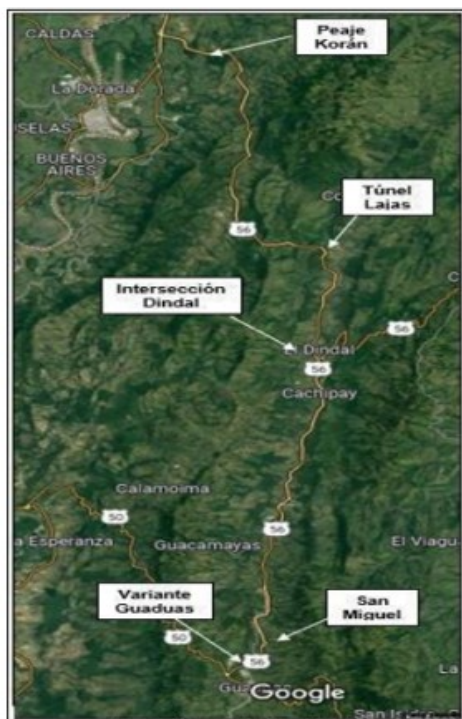 Peaje
Korán
CALDAS
La Dorada
OSELAS
BUENOS
AIRES
Túnel
Lajas
56
Intersección
Dindal
56
El Dindal
56
Cachipay
Calamoima
50
56
a Esperanza
Guacamayas
El Viagu
Variante
Guaduas
San
Miguel
50
56
Google
La